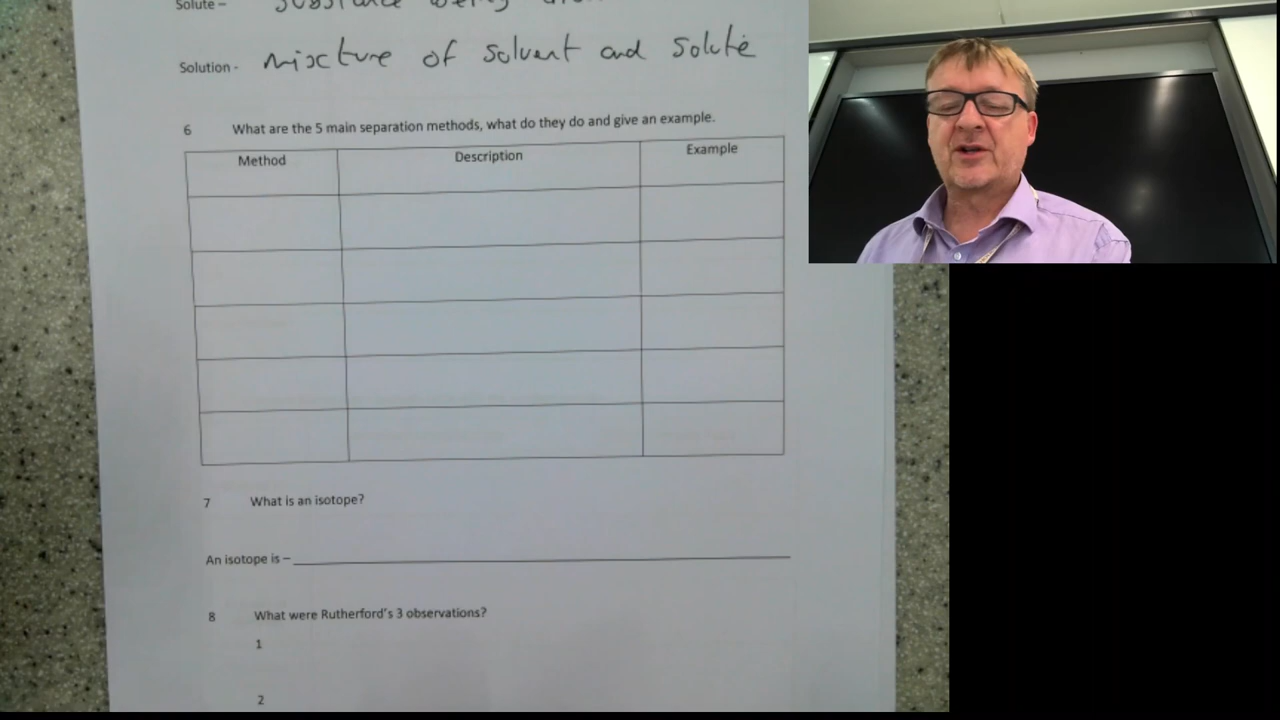 Solute – substance being
Solution - mixture of solvent and solute
6 What are the 5 main separation methods, what do they do and give an example.
Method Description Example
7 What is an isotope?
An isotope is –
8 What were Rutherford's 3 observations?
1
2